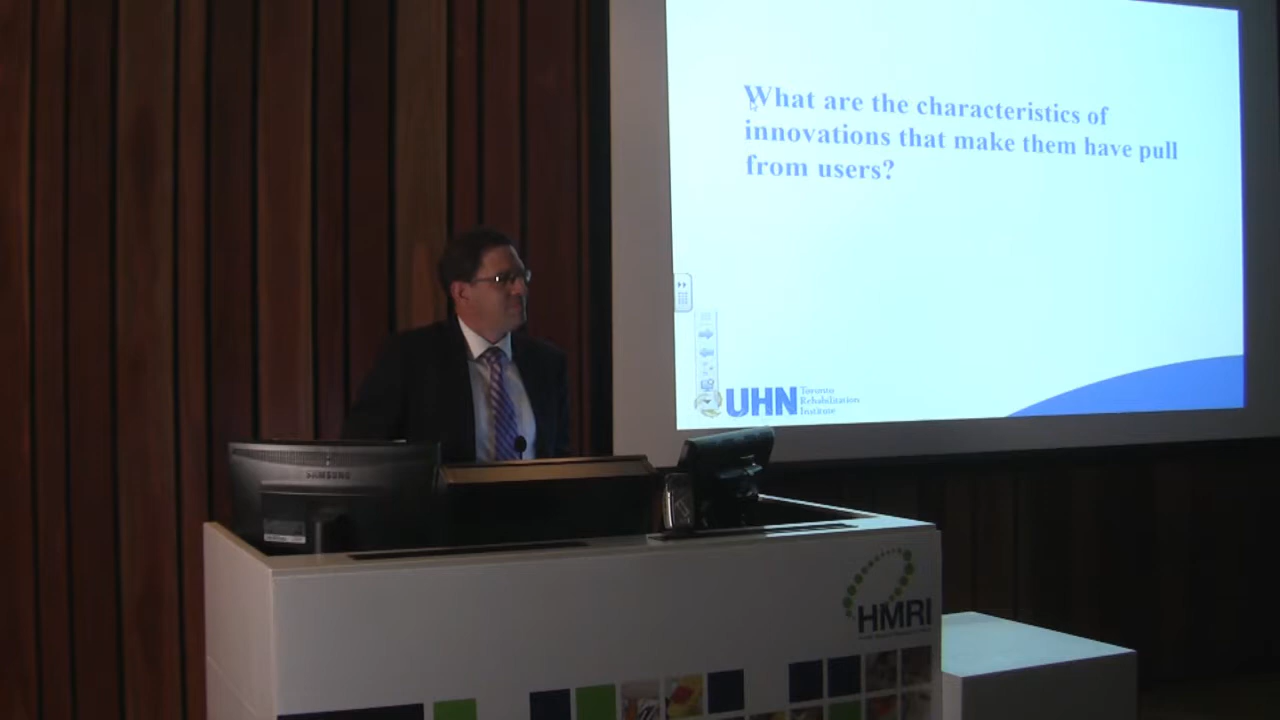 What are the characteristics of
innovations that make them have pull
from users?
UHN
Toronto
Rehabilitation
Institute
SAMSUNG
HMRI